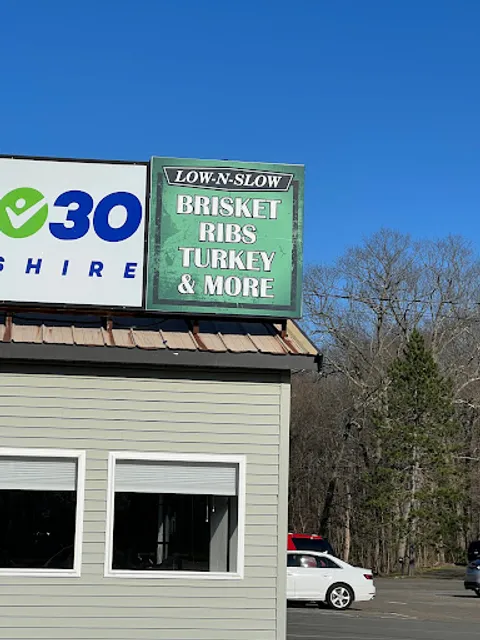 30
SHIRE
LOW-N-SLOW
BRISKET
RIBS
TURKEY
& MORE